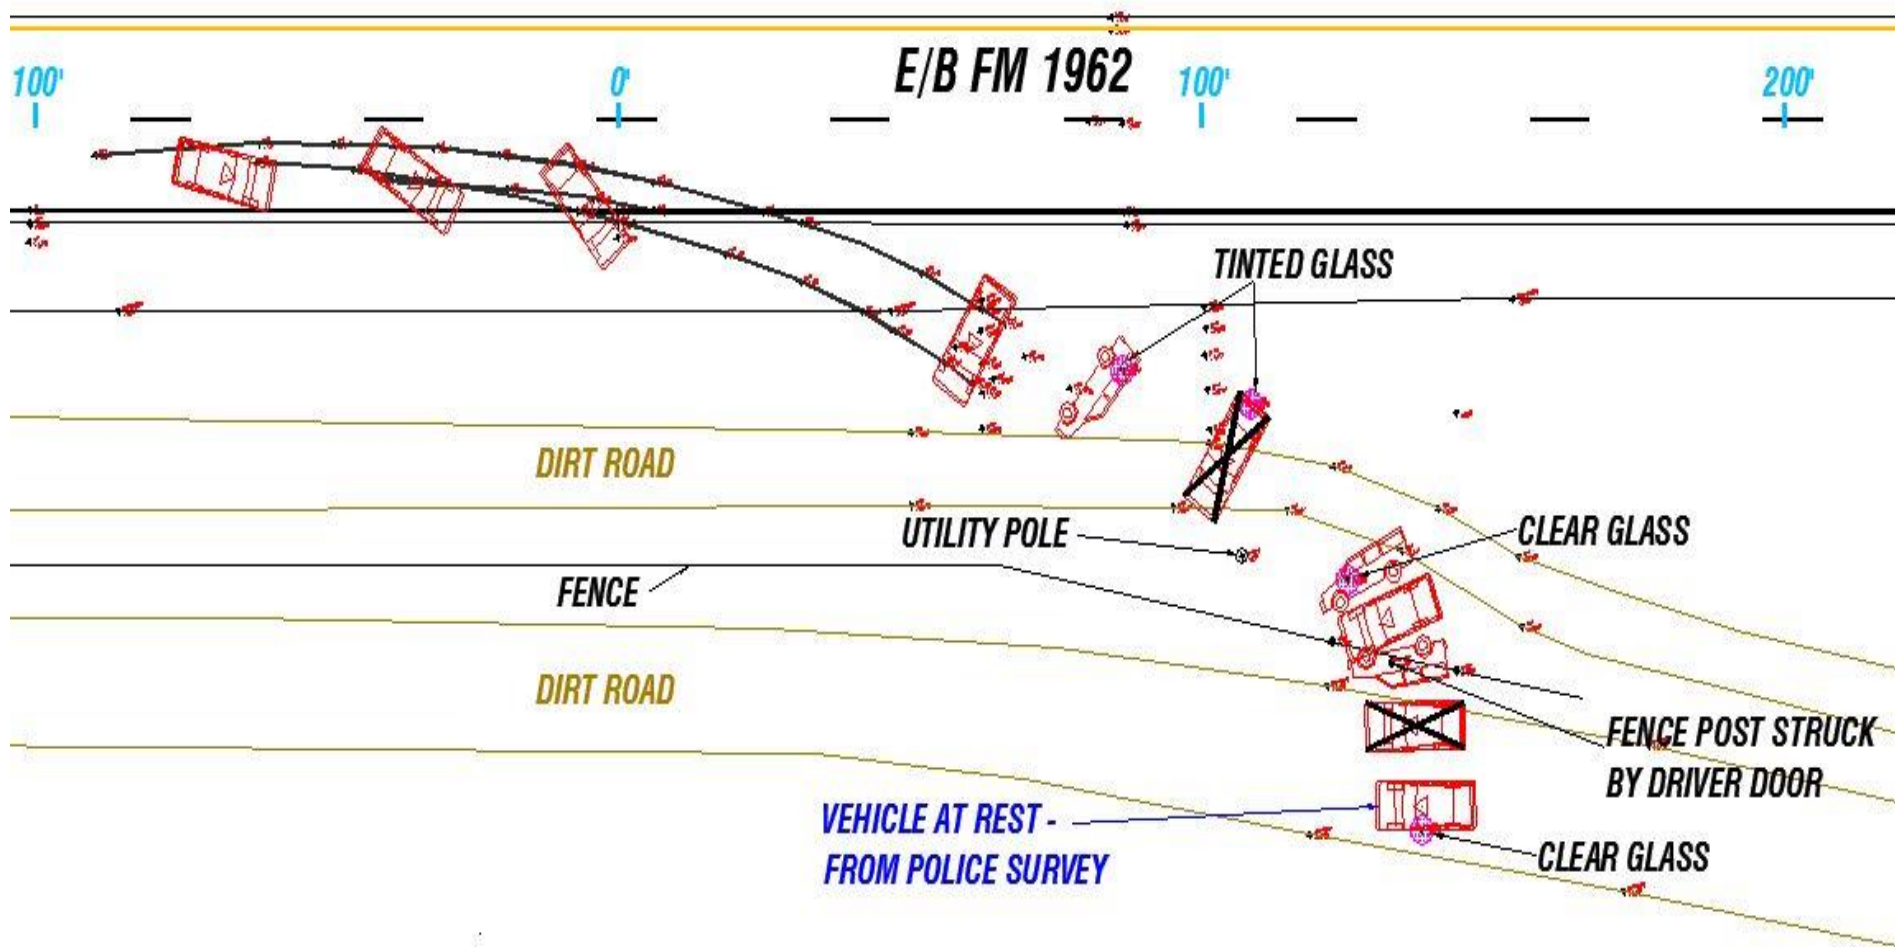 E/B FM 1962
100'
0'
100'
200'
TINTED GLASS
DIRT ROAD
UTILITY POLE
CLEAR GLASS
FENCE
DIRT ROAD
FENCE POST STRUCK
BY DRIVER DOOR
VEHICLE AT REST -
FROM POLICE SURVEY
CLEAR GLASS